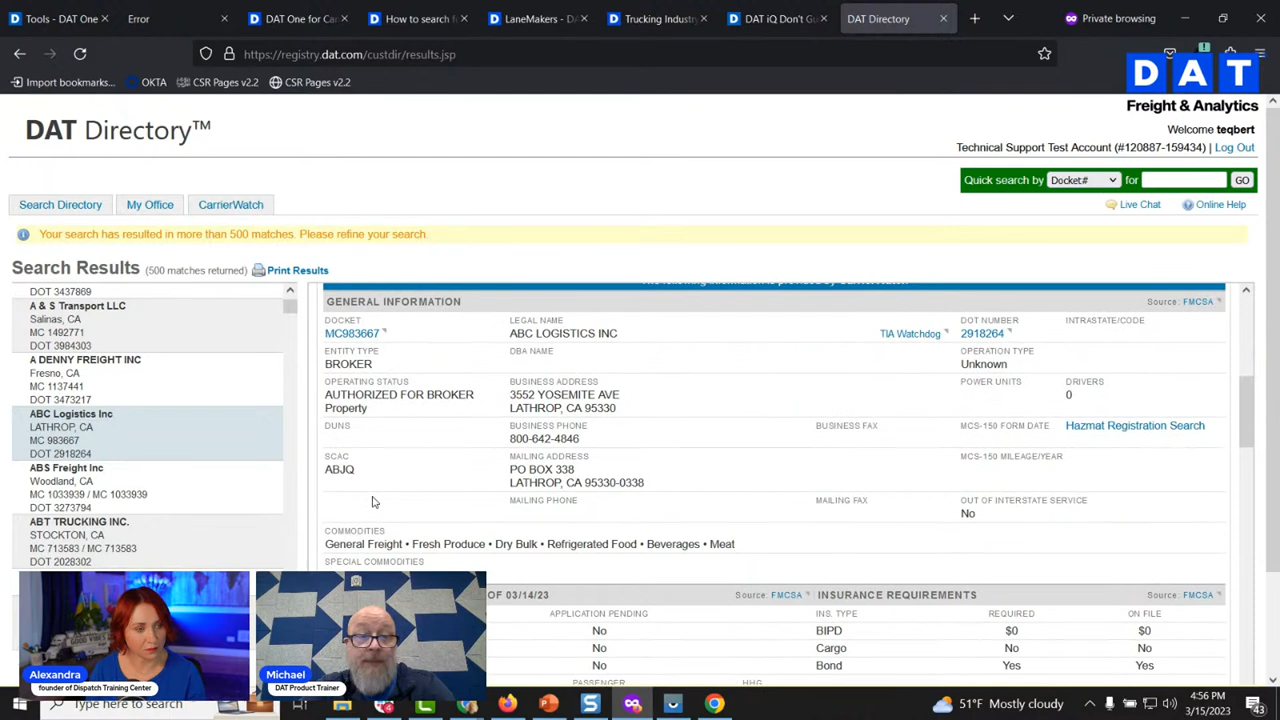 Tools - DAT One
Error
DAT One for Ca
How to search f
LaneMakers - D
Trucking Industry
DAT iQ Don't Gu
DAT Directory
Private browsing
https://registry.dat.com/custdir/results.jsp
Import bookmarks...
OKTA
CSR Pages v2.2
CSR Pages v2.2
DAT
Freight & Analytics
DAT Directory™
Welcome teqbert
Technical Support Test Account (#120887-159434) | Log Out
Quick search by Docket# for GO
Search Directory
My Office
CarrierWatch
Live Chat
Online Help
Your search has resulted in more than 500 matches. Please refine your search.
Search Results (500 matches returned) Print Results
DOT 3437869
A & S Transport LLC
Salinas, CA
MC 1492771
DOT 3984303
A DENNY FREIGHT INC
Fresno, CA
MC 1137441
DOT 3473217
ABC Logistics Inc
LATHROP, CA
MC 983667
DOT 2918264
ABS Freight Inc
Woodland, CA
MC 1033939 / MC 1033939
DOT 3273794
ABT TRUCKING INC.
STOCKTON, CA
MC 713583 / MC 713583
DOT 2028302
GENERAL INFORMATION
Source: FMCSA
DOCKET
MC983667
LEGAL NAME
ABC LOGISTICS INC
TIA Watchdog
DOT NUMBER
2918264
INTRASTATE/CODE
ENTITY TYPE
BROKER
DBA NAME
OPERATION TYPE
Unknown
OPERATING STATUS
AUTHORIZED FOR BROKER
Property
BUSINESS ADDRESS
3552 YOSEMITE AVE
LATHROP, CA 95330
POWER UNITS
DRIVERS
0
DUNS
BUSINESS PHONE
800-642-4846
BUSINESS FAX
MCS-150 FORM DATE
Hazmat Registration Search
SCAC
ABJQ
MAILING ADDRESS
PO BOX 338
LATHROP, CA 95330-0338
MCS-150 MILEAGE/YEAR
MAILING PHONE
MAILING FAX
OUT OF INTERSTATE SERVICE
No
COMMODITIES
General Freight • Fresh Produce • Dry Bulk • Refrigerated Food • Beverages • Meat
SPECIAL COMMODITIES
OF 03/14/23
Source: FMCSA
INSURANCE REQUIREMENTS
Source: FMCSA
APPLICATION PENDING
INS. TYPE
REQUIRED
ON FILE
No
BIPD
$0
$0
No
Cargo
No
No
No
Bond
Yes
Yes
PASSENGER
HHG
Alexandra
founder of Dispatch Training Center
Michael
DAT Product Trainer
Type here to search
51°F Mostly cloudy
4:56 PM
3/15/2023
43